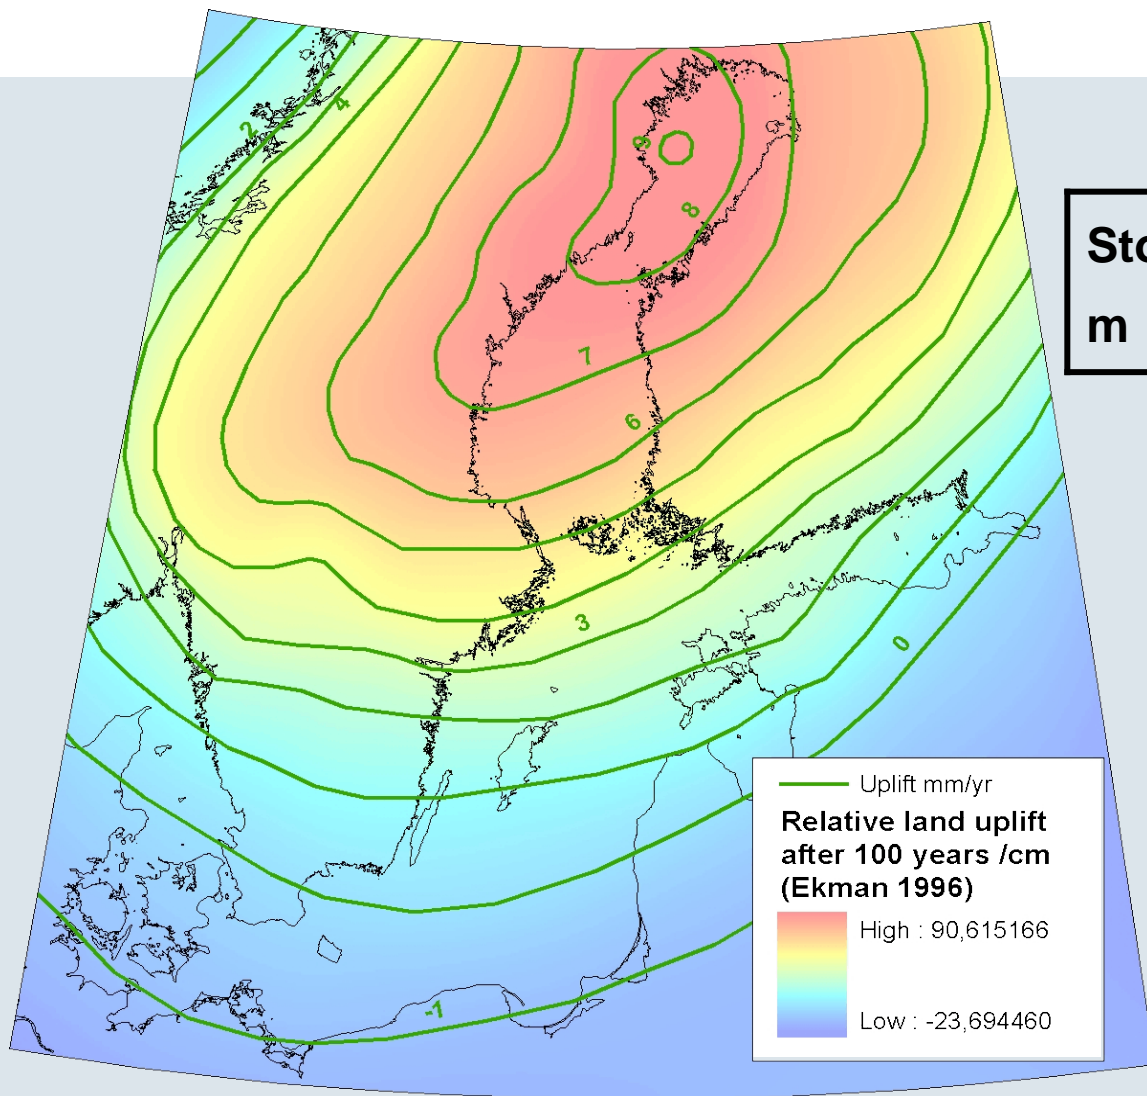 4
2
9
8
Sto
m
7
6
3
0
Uplift mm/yr
Relative land uplift
after 100 years /cm
(Ekman 1996)
High : 90,615166
Low : -23,694460
-1